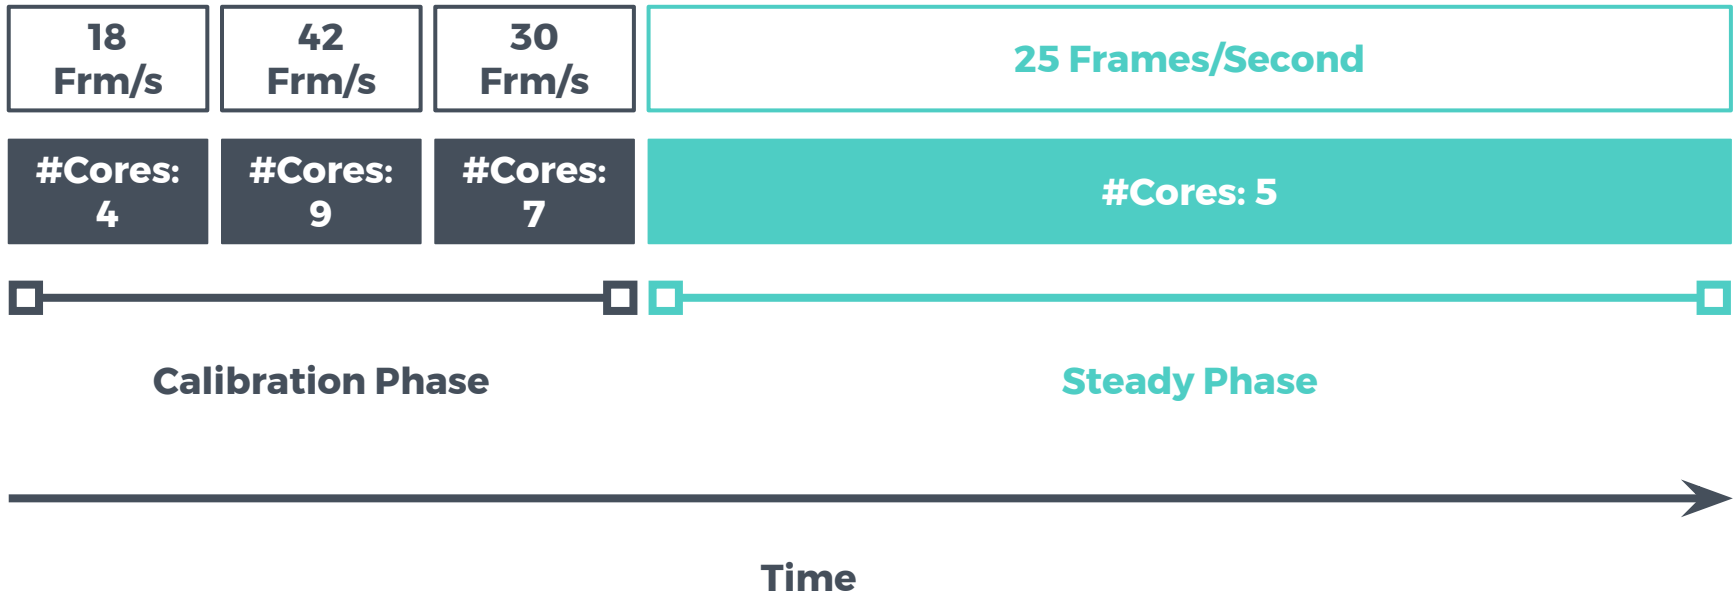 18
Frm/s
42
Frm/s
30
Frm/s
25 Frames/Second
#Cores:
4
#Cores:
9
#Cores:
7
#Cores: 5
Calibration Phase
Steady Phase
Time